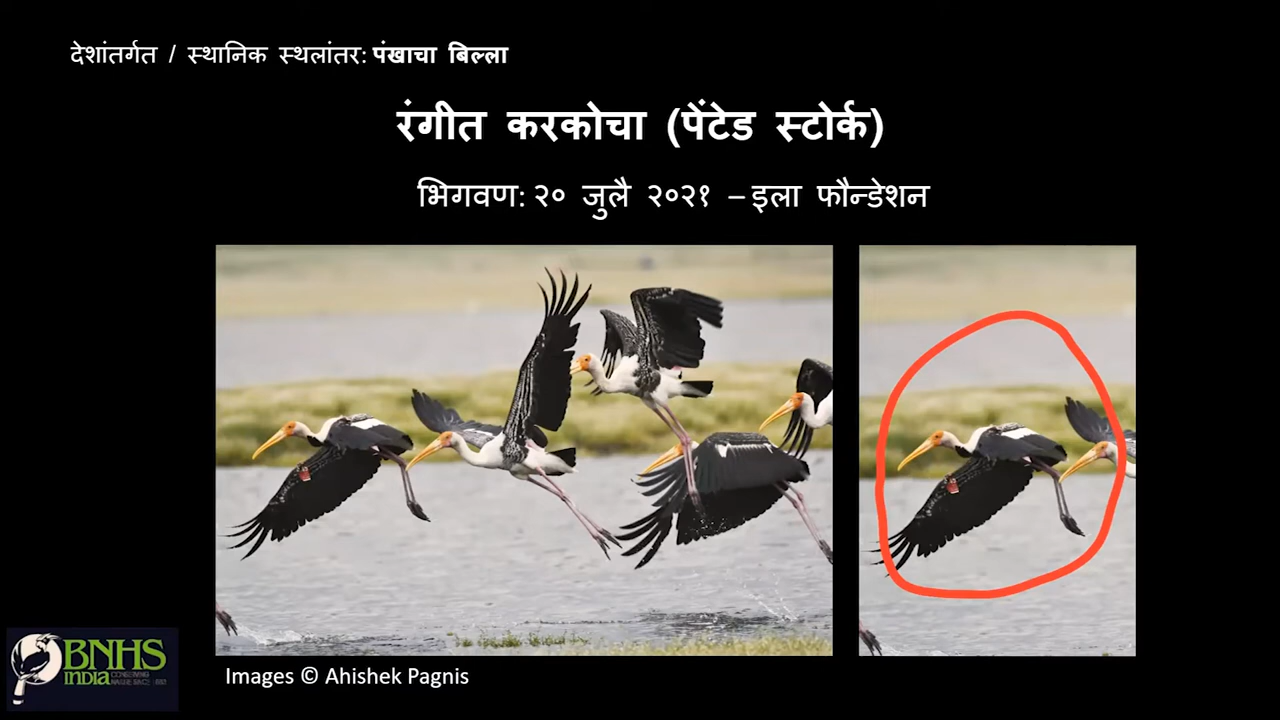 देशांतर्गत / स्थानिक स्थलांतर: पंखाचा बिल्ला
रंगीत करकोचा (पेंटेड स्टोर्क)
भिगवण: २० जुलै २०२१ – इला फौन्डेशन
BNHS
INDIA
Images © Ahishek Pagnis